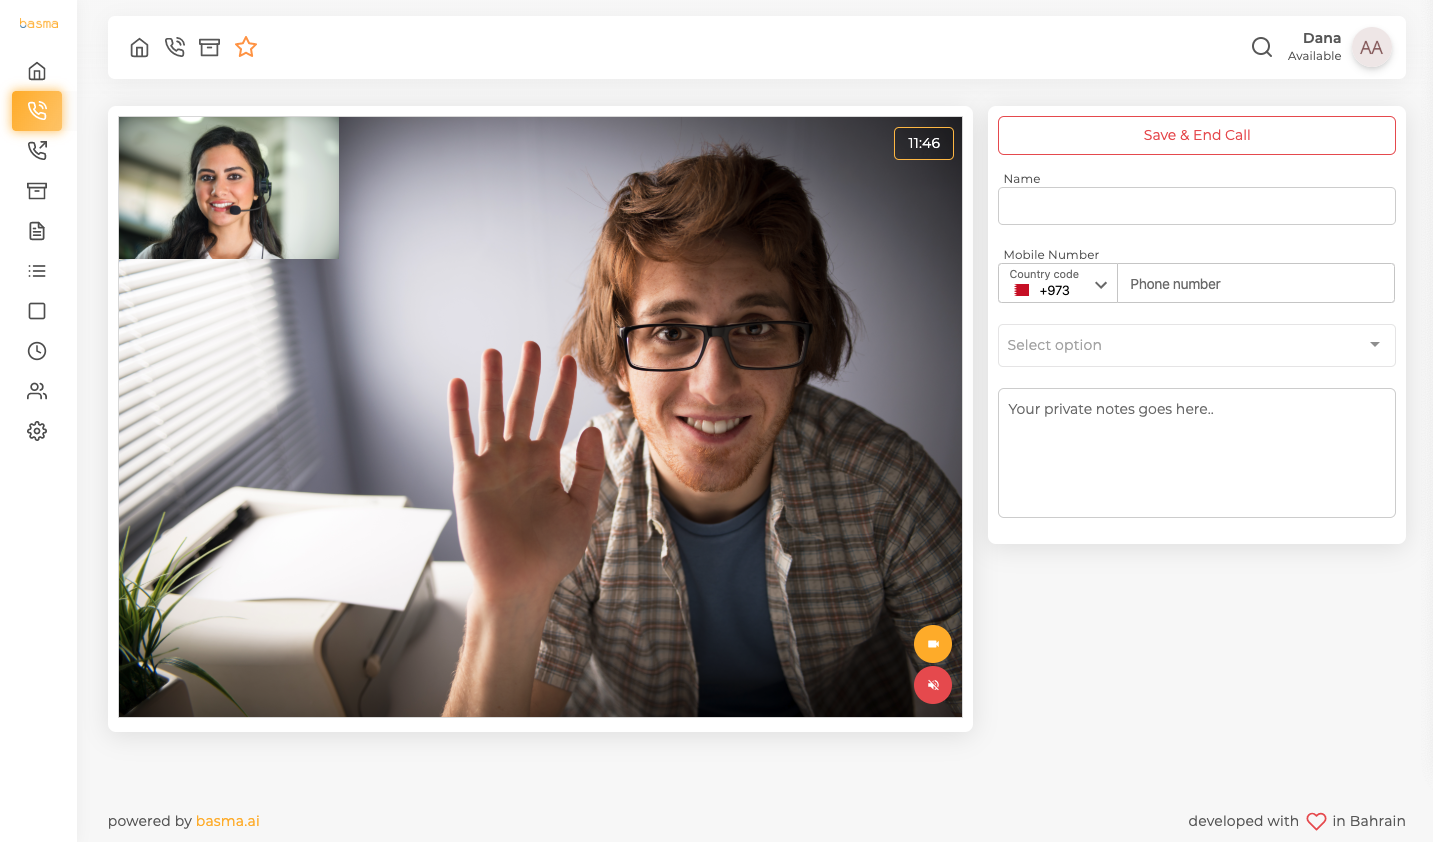 basma
Dana
Available
AA
11:46
Save & End Call
Name
Mobile Number
Country code
+973
Phone number
Select option
Your private notes goes here..
powered by basma.ai
developed with in Bahrain